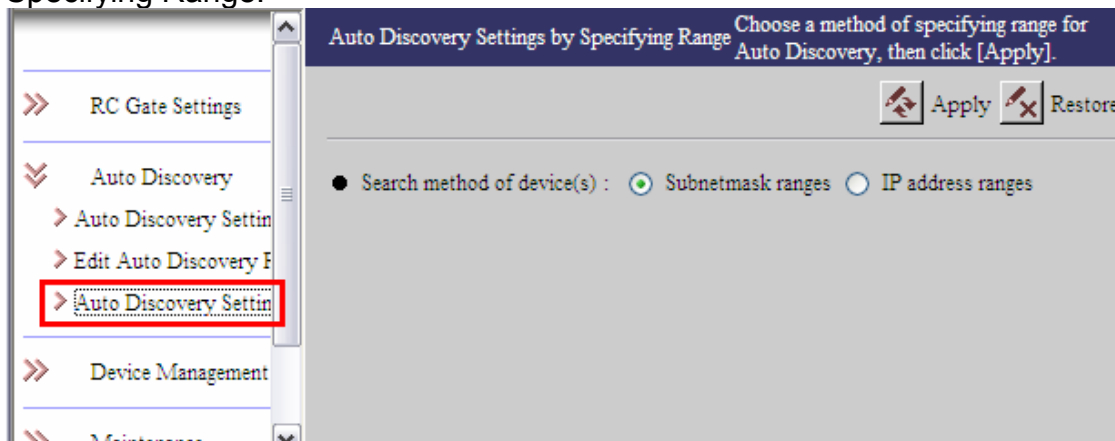 Specifying Range.
Auto Discovery Settings by Specifying Range
Choose a method of specifying range for
Auto Discovery, then click [Apply].
Apply Restore
RC Gate Settings
Auto Discovery
Auto Discovery Settin
Edit Auto Discovery
Auto Discovery Settin
Device Management
Maintenance
● Search method of device(s) : Subnetmask ranges IP address ranges